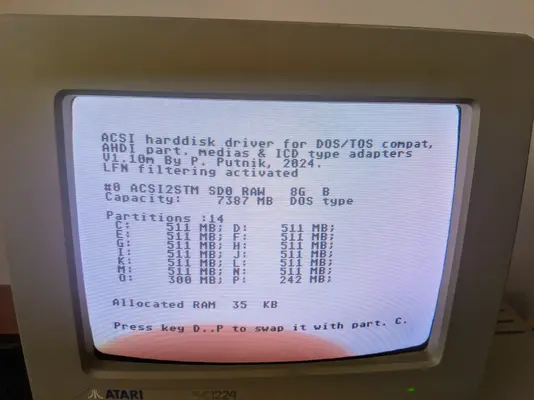 ACSI harddisk driver for DOS/TOS compat,
AHDI part. medias & ICD type adapters
V1.10m By P. Putnik, 2024.
LFN filtering activated
#0 ACSI2STM SD0 RAW 8G B
Capacity: 7387 MB DOS type
Partitions :14
C: 511 MB; D: 511 MB;
E: 511 MB; F: 511 MB;
G: 511 MB; H: 511 MB;
I: 511 MB; J: 511 MB;
K: 511 MB; L: 511 MB;
M: 511 MB; N: 511 MB;
O: 300 MB; P: 242 MB;
Allocated RAM 35 KB
Press key D..P to swap it with part. C.
ATARI SC1224